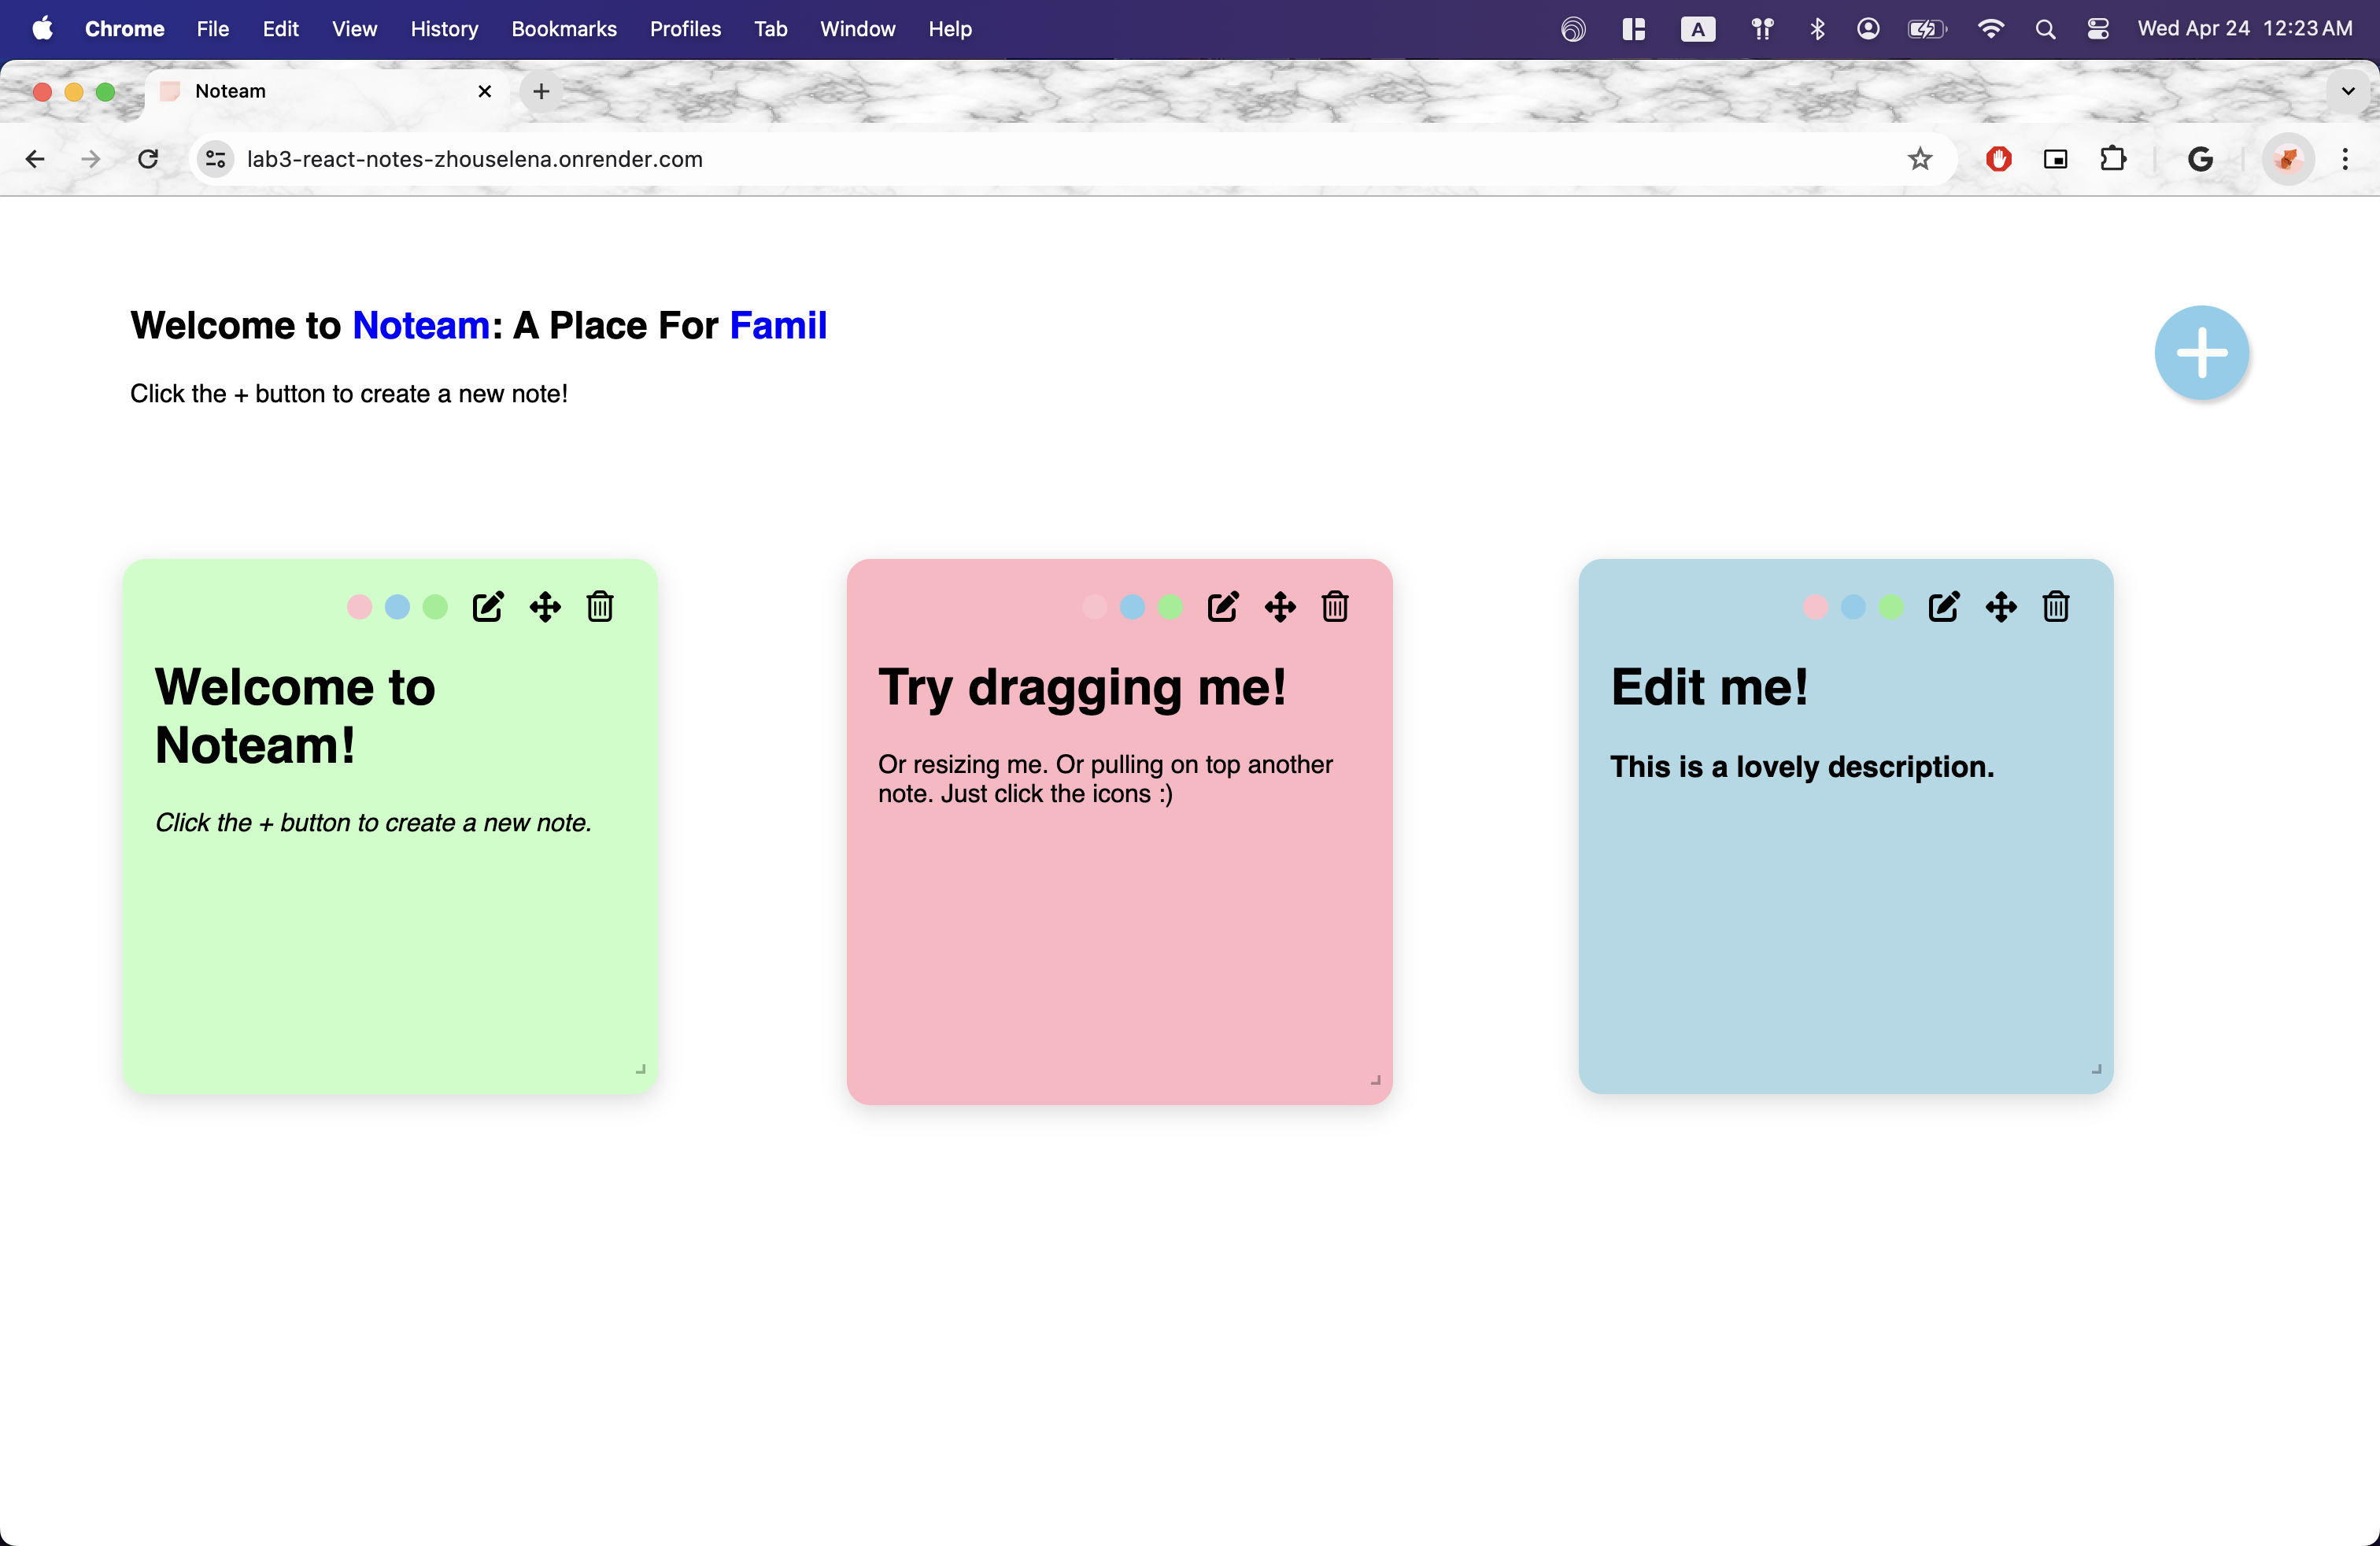 Chrome File Edit View History Bookmarks Profiles Tab Window Help A Wed Apr 24 12:23 AM
Noteam
lab3-react-notes-zhouselena.onrender.com G
Welcome to Noteam: A Place For Famil
Click the + button to create a new note!
Welcome to
Noteam!
Click the + button to create a new note.
Try dragging me!
Or resizing me. Or pulling on top another
note. Just click the icons :)
Edit me!
This is a lovely description.